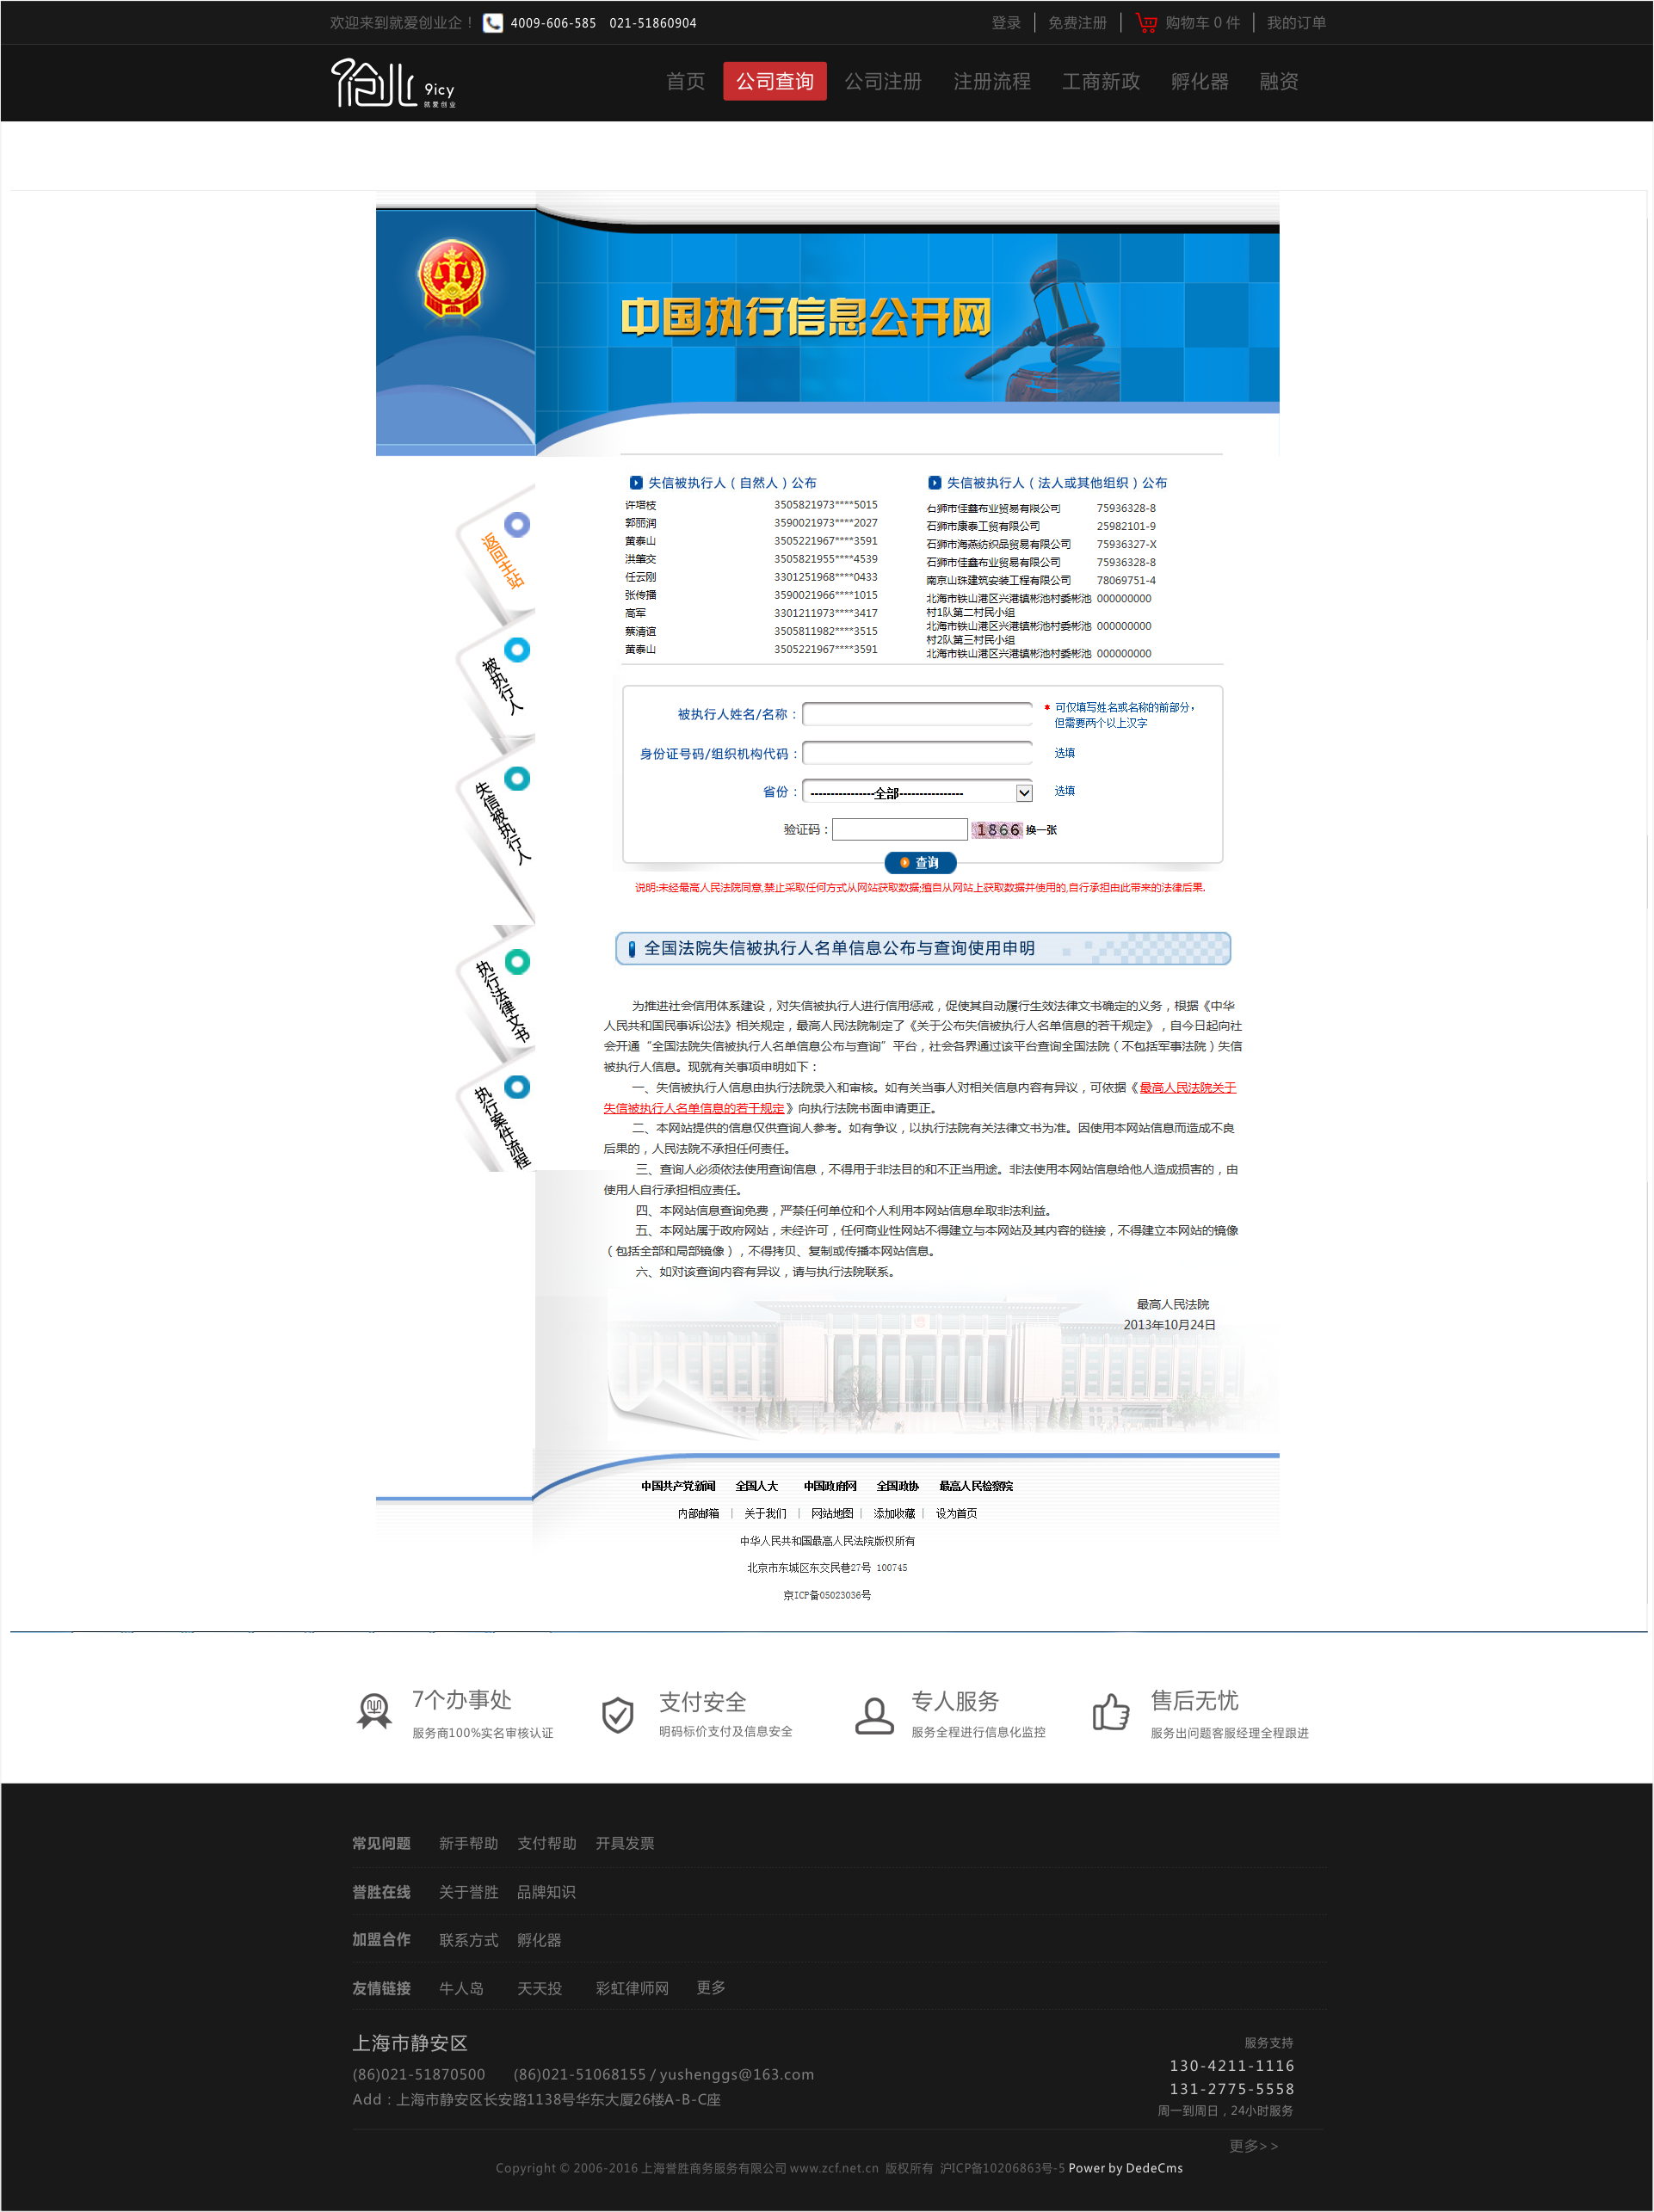 欢迎来到就爱创业企！ 4009-606-585 021-51860904 登录 免费注册 购物车 0 件 我的订单
9icy
就爱创业
首页 公司查询 公司注册 注册流程 工商新政 孵化器 融资
中国执行信息公开网
返回主站
被执行人
失信被执行人
执行法律文书
执行案件流程
失信被执行人（自然人）公布
许培枝 3505821973****5015
郭丽润 3590021973****2027
黄泰山 3505221967****3591
洪肇交 3505821955****4539
任云刚 3301251968****0433
张传播 3590021966****1015
高军 3301211973****3417
蔡清谊 3505811982****3515
黄泰山 3505221967****3591
失信被执行人（法人或其他组织）公布
石狮市佳鑫布业贸易有限公司 75936328-8
石狮市康泰工贸有限公司 25982101-9
石狮市海燕纺织品贸易有限公司 75936327-X
石狮市佳鑫布业贸易有限公司 75936328-8
南京山珠建筑安装工程有限公司 78069751-4
北海市铁山港区兴港镇彬池村委彬池 000000000
村1队第二村民小组
北海市铁山港区兴港镇彬池村委彬池 000000000
村2队第三村民小组
北海市铁山港区兴港镇彬池村委彬池 000000000
被执行人姓名/名称： * 可仅填写姓名或名称的前部分，
但需要两个以上汉字
身份证号码/组织机构代码： 选填
省份： ----------------全部---------------- 选填
验证码： 1866 换一张
查询
说明:未经最高人民法院同意,禁止采取任何方式从网站获取数据;擅自从网站上获取数据并使用的,自行承担由此带来的法律后果.
全国法院失信被执行人名单信息公布与查询使用申明
为推进社会信用体系建设，对失信被执行人进行信用惩戒，促使其自动履行生效法律文书确定的义务，根据《中华
人民共和国民事诉讼法》相关规定，最高人民法院制定了《关于公布失信被执行人名单信息的若干规定》，自今日起向社
会开通“全国法院失信被执行人名单信息公布与查询”平台，社会各界通过该平台查询全国法院（不包括军事法院）失信
被执行人信息。现就有关事项申明如下：
一、失信被执行人信息由执行法院录入和审核。如有关当事人对相关信息内容有异议，可依据《最高人民法院关于
失信被执行人名单信息的若干规定》向执行法院书面申请更正。
二、本网站提供的信息仅供查询人参考。如有争议，以执行法院有关法律文书为准。因使用本网站信息而造成不良
后果的，人民法院不承担任何责任。
三、查询人必须依法使用查询信息，不得用于非法目的和不正当用途。非法使用本网站信息给他人造成损害的，由
使用人自行承担相应责任。
四、本网站信息查询免费，严禁任何单位和个人利用本网站信息牟取非法利益。
五、本网站属于政府网站，未经许可，任何商业性网站不得建立与本网站及其内容的链接，不得建立本网站的镜像
（包括全部和局部镜像），不得拷贝、复制或传播本网站信息。
六、如对该查询内容有异议，请与执行法院联系。
最高人民法院
2013年10月24日
中国共产党新闻 全国人大 中国政府网 全国政协 最高人民检察院
内部邮箱 | 关于我们 | 网站地图 | 添加收藏 | 设为首页
中华人民共和国最高人民法院版权所有
北京市东城区东交民巷27号 100745
京ICP备05023036号
7个办事处
服务商100%实名审核认证
支付安全
明码标价支付及信息安全
专人服务
服务全程进行信息化监控
售后无忧
服务出问题客服经理全程跟进
常见问题 新手帮助 支付帮助 开具发票
誉胜在线 关于誉胜 品牌知识
加盟合作 联系方式 孵化器
友情链接 牛人岛 天天投 彩虹律师网 更多
上海市静安区
(86)021-51870500 (86)021-51068155 / yushenggs@163.com
Add：上海市静安区长安路1138号华东大厦26楼A-B-C座
服务支持
130-4211-1116
131-2775-5558
周一到周日，24小时服务
更多>>
Copyright © 2006-2016 上海誉胜商务服务有限公司 www.zcf.net.cn 版权所有 沪ICP备10206863号-5 Power by DedeCms